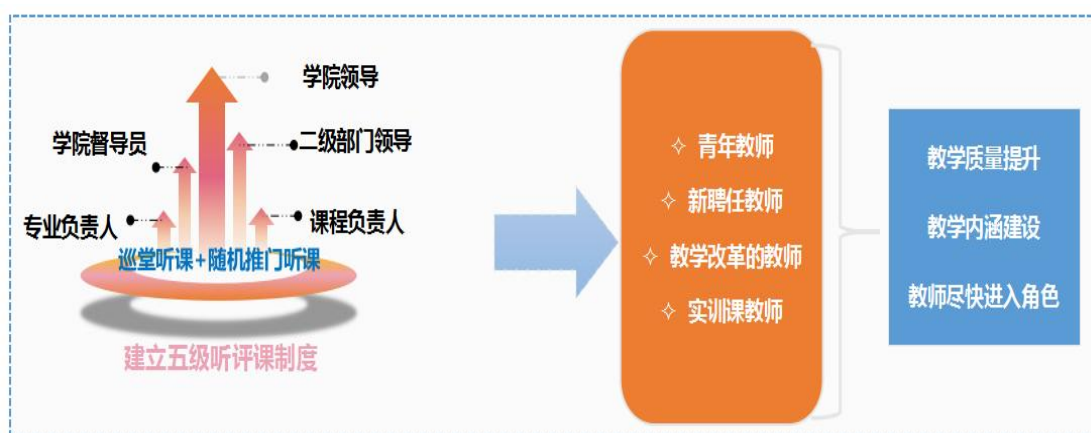 学院领导
学院督导员
二级部门领导
专业负责人
课程负责人
巡堂听课+随机推门听课
建立五级听评课制度
青年教师
新聘任教师
教学改革的教师
实训课教师
教学质量提升
教学内涵建设
教师尽快进入角色